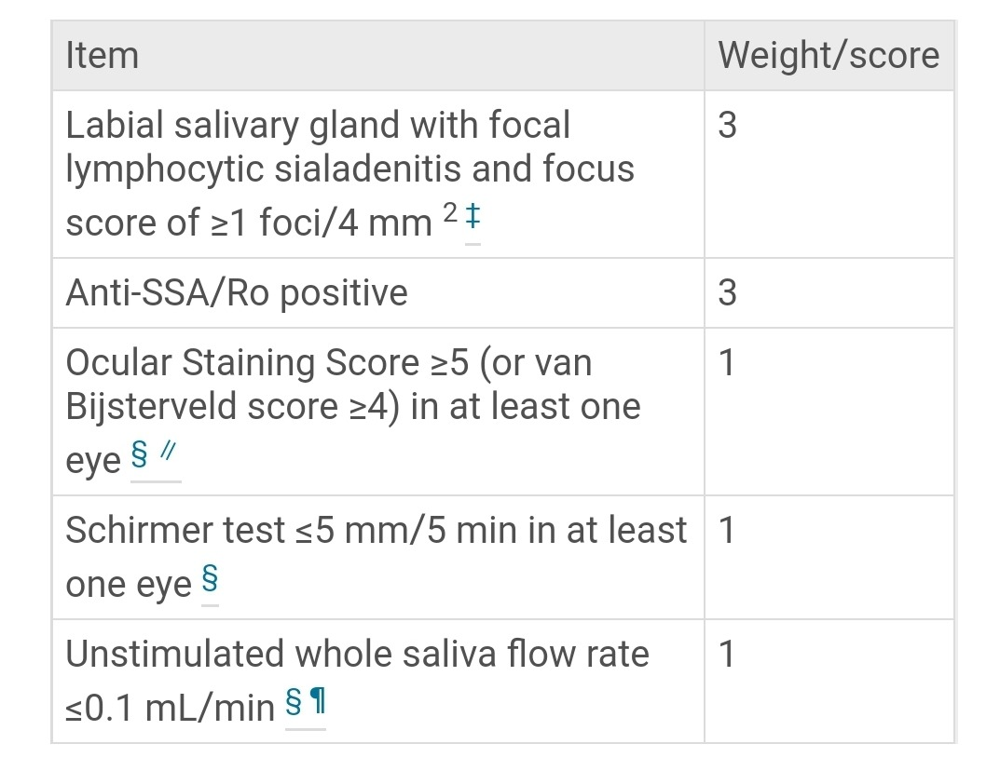 Item
Weight/score
Labial salivary gland with focal
3
lymphocytic sialadenitis and focus
score of ≥1 foci/4 mm ² ‡
Anti-SSA/Ro positive
3
Ocular Staining Score ≥5 (or van
1
Bijsterveld score ≥4) in at least one
eye § //
Schirmer test ≤5 mm/5 min in at least
1
one eye §
Unstimulated whole saliva flow rate
1
≤0.1 mL/min § ¶